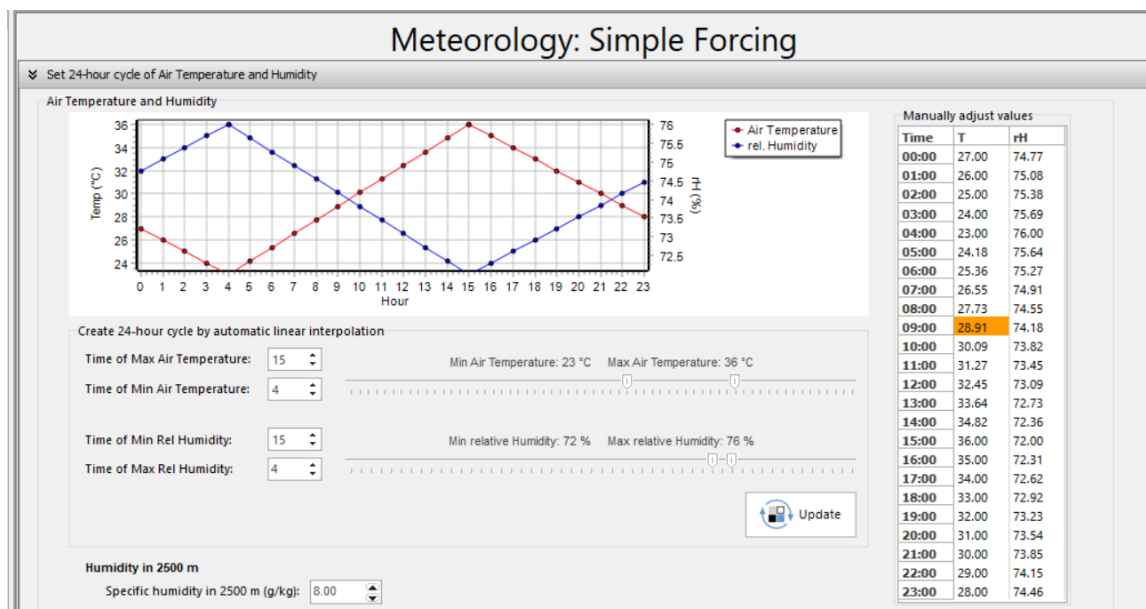 Meteorology: Simple Forcing
Set 24-hour cycle of Air Temperature and Humidity
Air Temperature and Humidity
36
34
32
30
28
26
24
Temp (°C)
76
75.5
75
74.5
74
73.5
73
72.5
rH (%)
0 1 2 3 4 5 6 7 8 9 10 11 12 13 14 15 16 17 18 19 20 21 22 23
Hour
Air Temperature
rel. Humidity
Create 24-hour cycle by automatic linear interpolation
Time of Max Air Temperature: 15
Time of Min Air Temperature: 4
Min Air Temperature: 23 °C Max Air Temperature: 36 °C
Time of Min Rel Humidity: 15
Time of Max Rel Humidity: 4
Min relative Humidity: 72 % Max relative Humidity: 76 %
Update
Humidity in 2500 m
Specific humidity in 2500 m (g/kg): 8.00
Manually adjust values
Time T rH
00:00 27.00 74.77
01:00 26.00 75.08
02:00 25.00 75.38
03:00 24.00 75.69
04:00 23.00 76.00
05:00 24.18 75.64
06:00 25.36 75.27
07:00 26.55 74.91
08:00 27.73 74.55
09:00 28.91 74.18
10:00 30.09 73.82
11:00 31.27 73.45
12:00 32.45 73.09
13:00 33.64 72.73
14:00 34.82 72.36
15:00 36.00 72.00
16:00 35.00 72.31
17:00 34.00 72.62
18:00 33.00 72.92
19:00 32.00 73.23
20:00 31.00 73.54
21:00 30.00 73.85
22:00 29.00 74.15
23:00 28.00 74.46